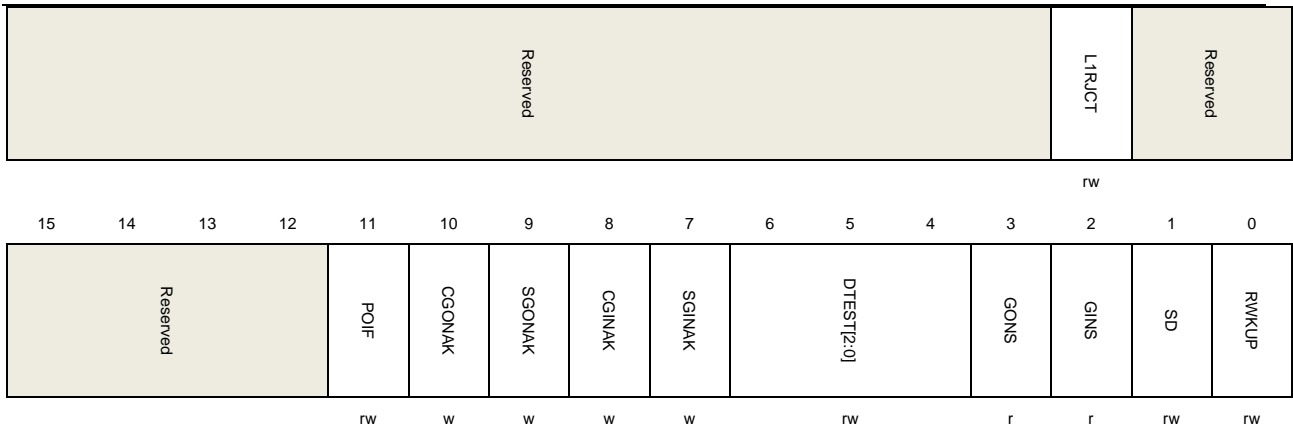 Reserved L1RJCT Reserved
rw
15 14 13 12 11 10 9 8 7 6 5 4 3 2 1 0
Reserved POIF CGONAK SGONAK CGINAK SGINAK DTEST[2:0] GONS GINS SD RWKUP
rw w w w w rw r r rw rw